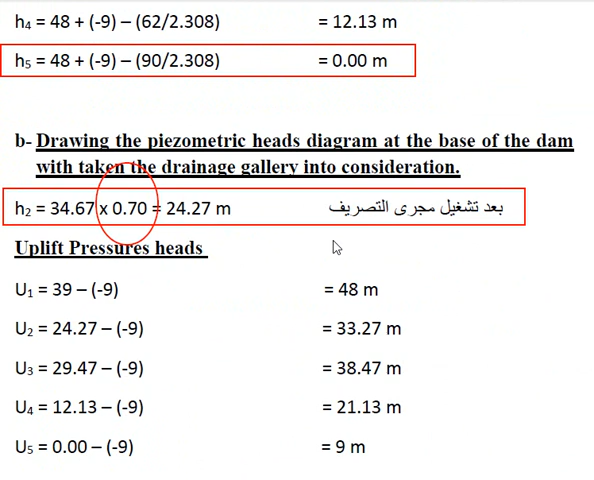 h₄ = 48 + (-9) – (62/2.308) = 12.13 m
h₅ = 48 + (-9) – (90/2.308) = 0.00 m
b- Drawing the piezometric heads diagram at the base of the dam
with taken the drainage gallery into consideration.
h₂ = 34.67 x 0.70 = 24.27 m بعد تشغيل مجرى التصريف
Uplift Pressures heads
U₁ = 39 – (-9) = 48 m
U₂ = 24.27 – (-9) = 33.27 m
U₃ = 29.47 – (-9) = 38.47 m
U₄ = 12.13 – (-9) = 21.13 m
U₅ = 0.00 – (-9) = 9 m